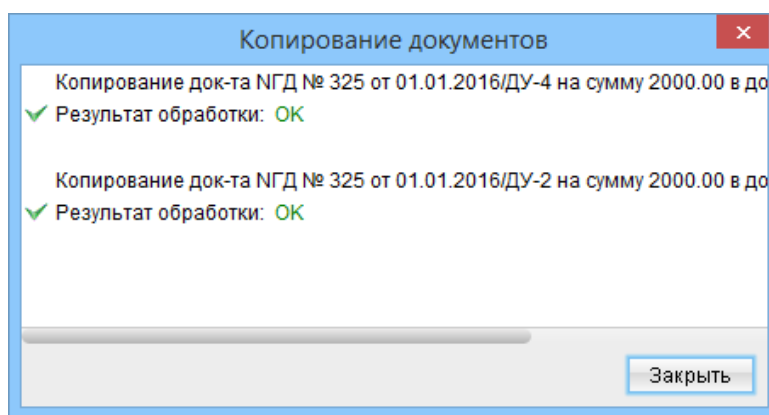 Копирование документов
Копирование док-та NГД № 325 от 01.01.2016/ДУ-4 на сумму 2000.00 в до
Результат обработки: OK
Копирование док-та NГД № 325 от 01.01.2016/ДУ-2 на сумму 2000.00 в до
Результат обработки: OK
Закрыть